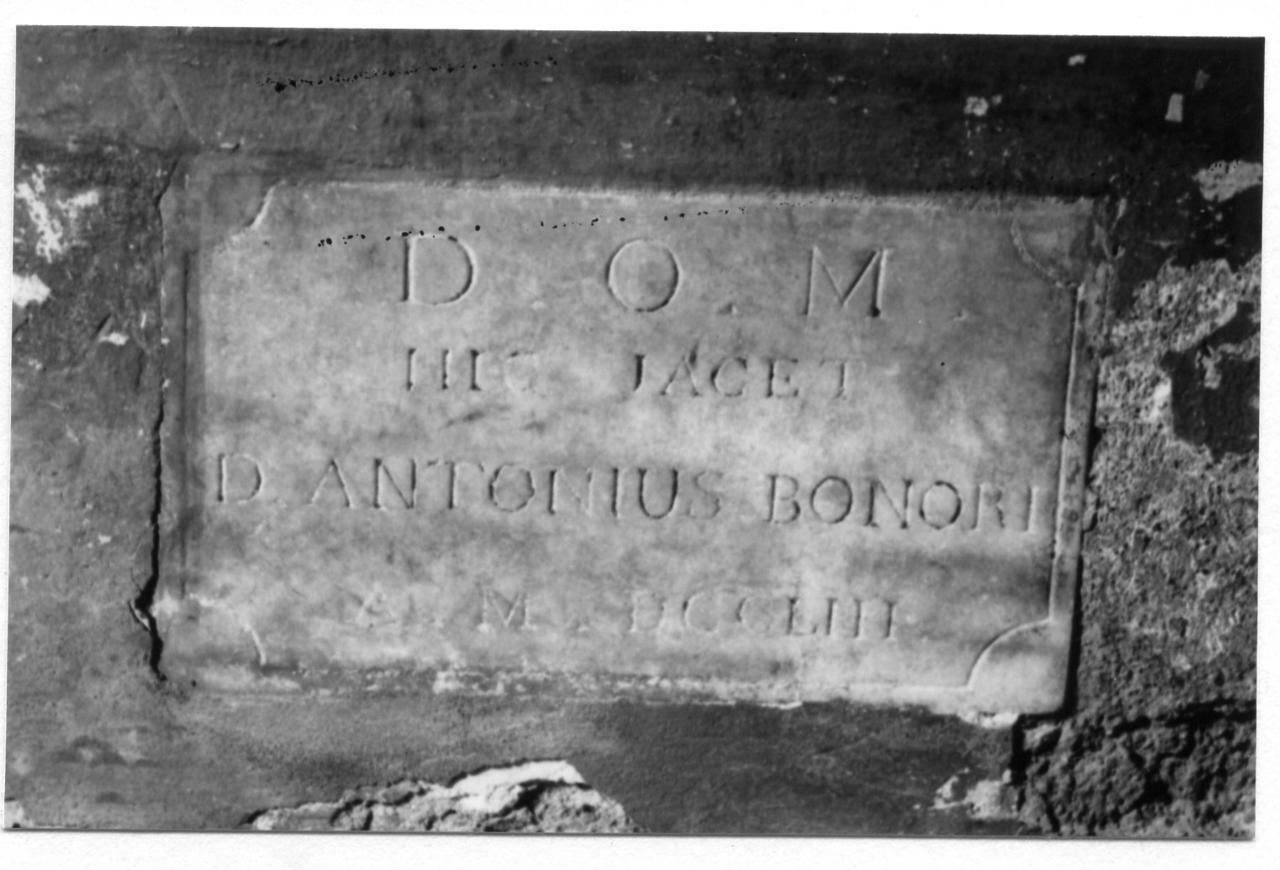 D O . M .
HIC JACET
D. ANTONIUS BONORI
A . M . DCCLIII .